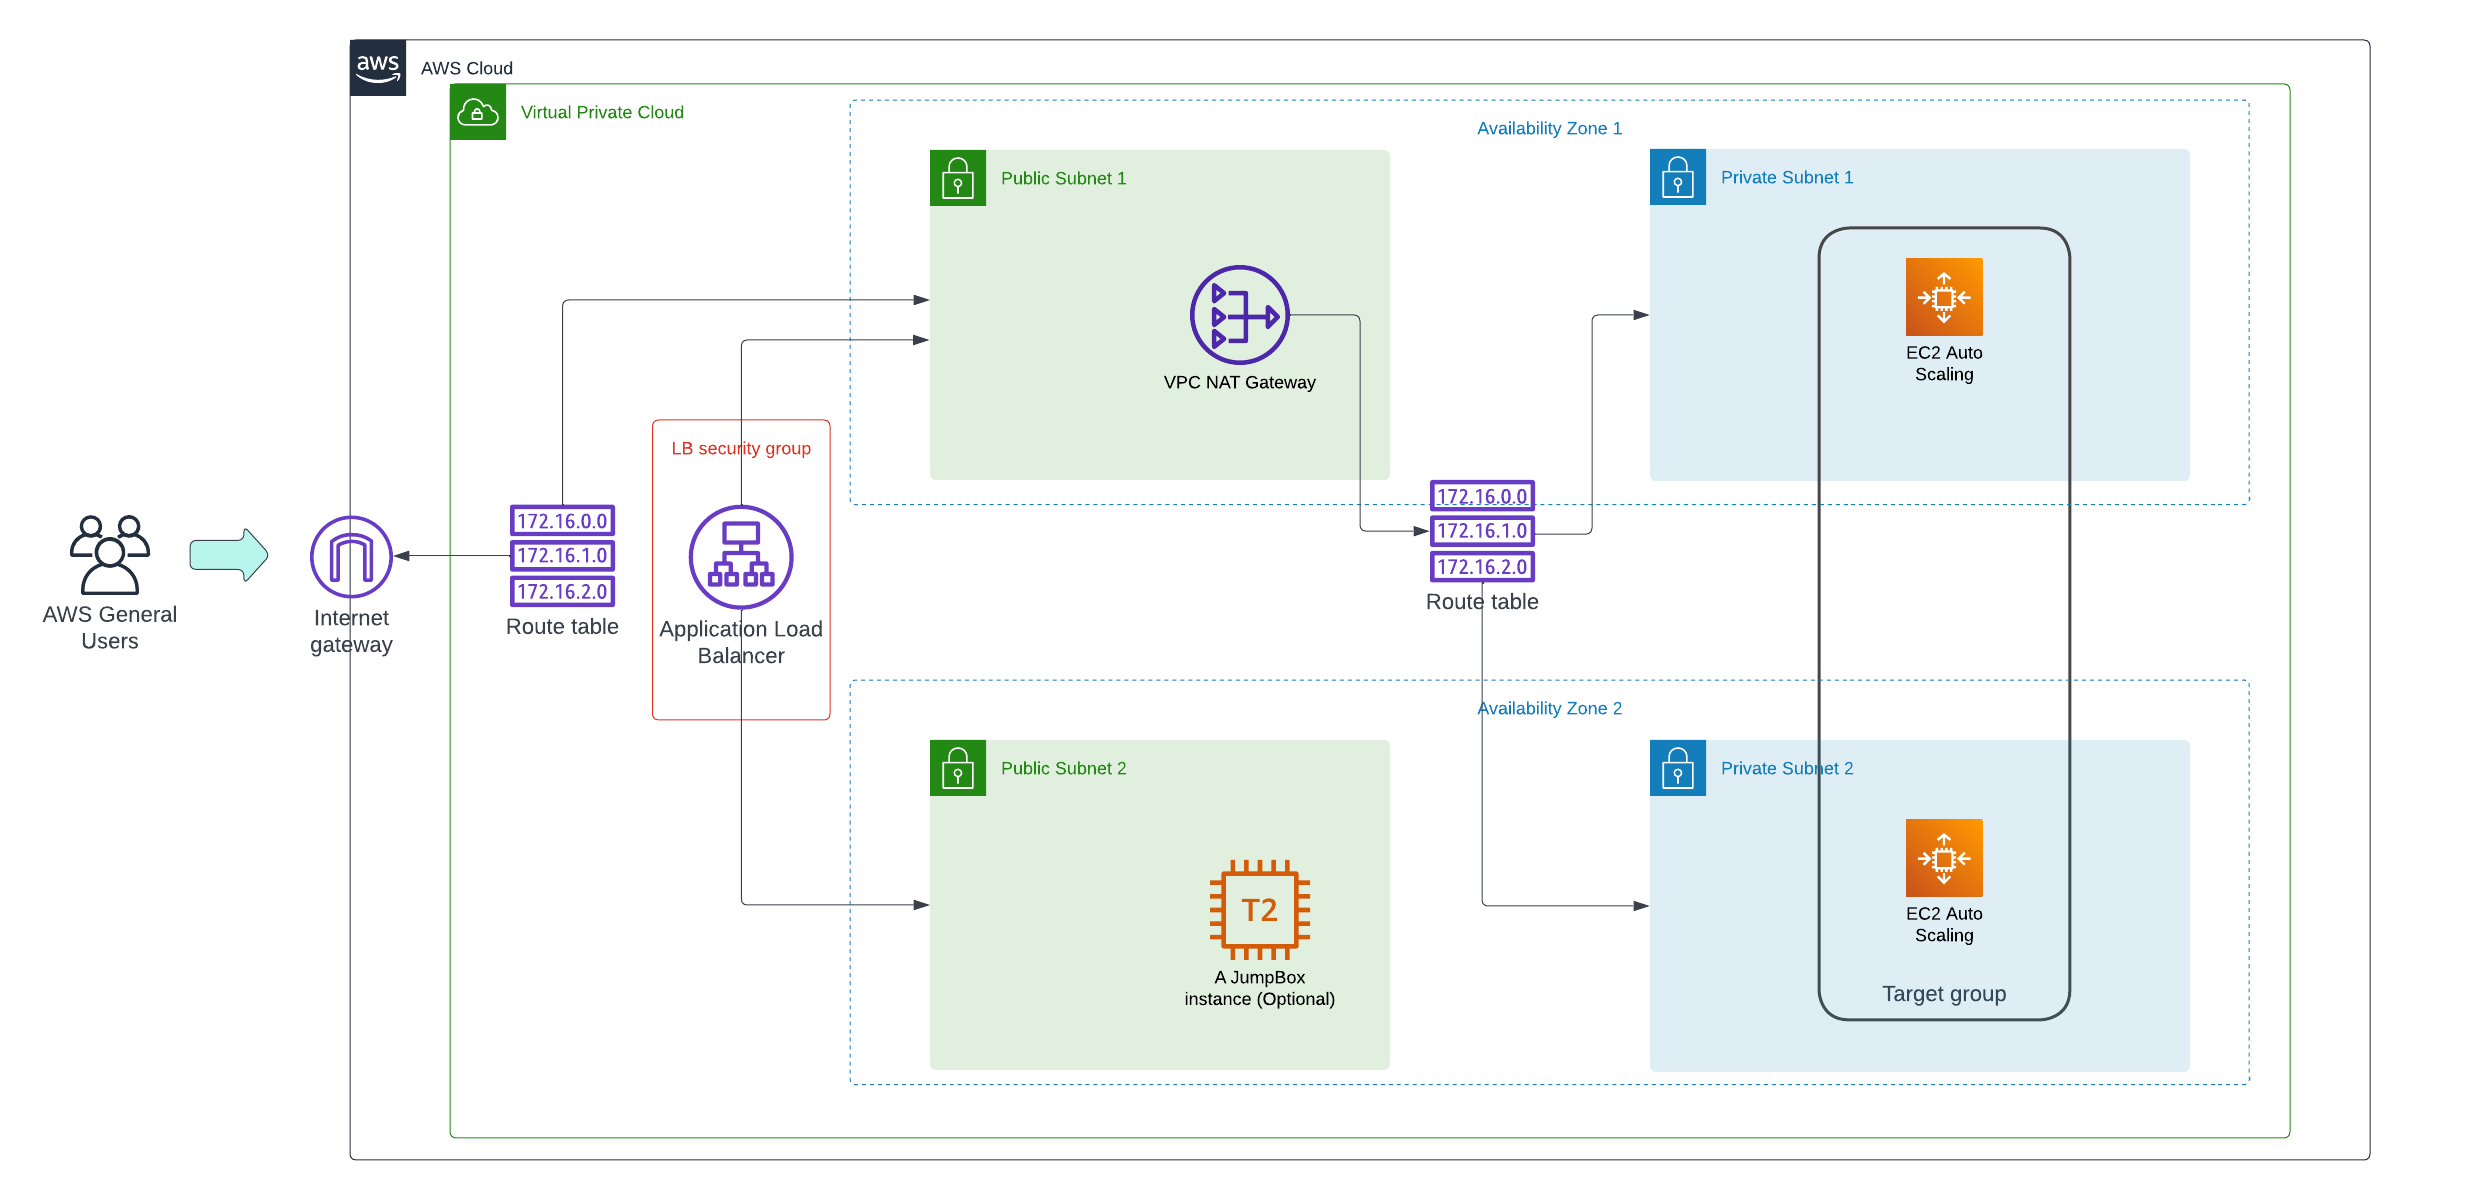 aws
AWS Cloud
Virtual Private Cloud
Availability Zone 1
Public Subnet 1
Private Subnet 1
VPC NAT Gateway
EC2 Auto
Scaling
LB security group
172.16.0.0
172.16.1.0
172.16.2.0
Route table
172.16.0.0
172.16.1.0
172.16.2.0
Route table
AWS General
Users
Internet
gateway
Application Load
Balancer
Availability Zone 2
Public Subnet 2
Private Subnet 2
T2
A JumpBox
instance (Optional)
EC2 Auto
Scaling
Target group